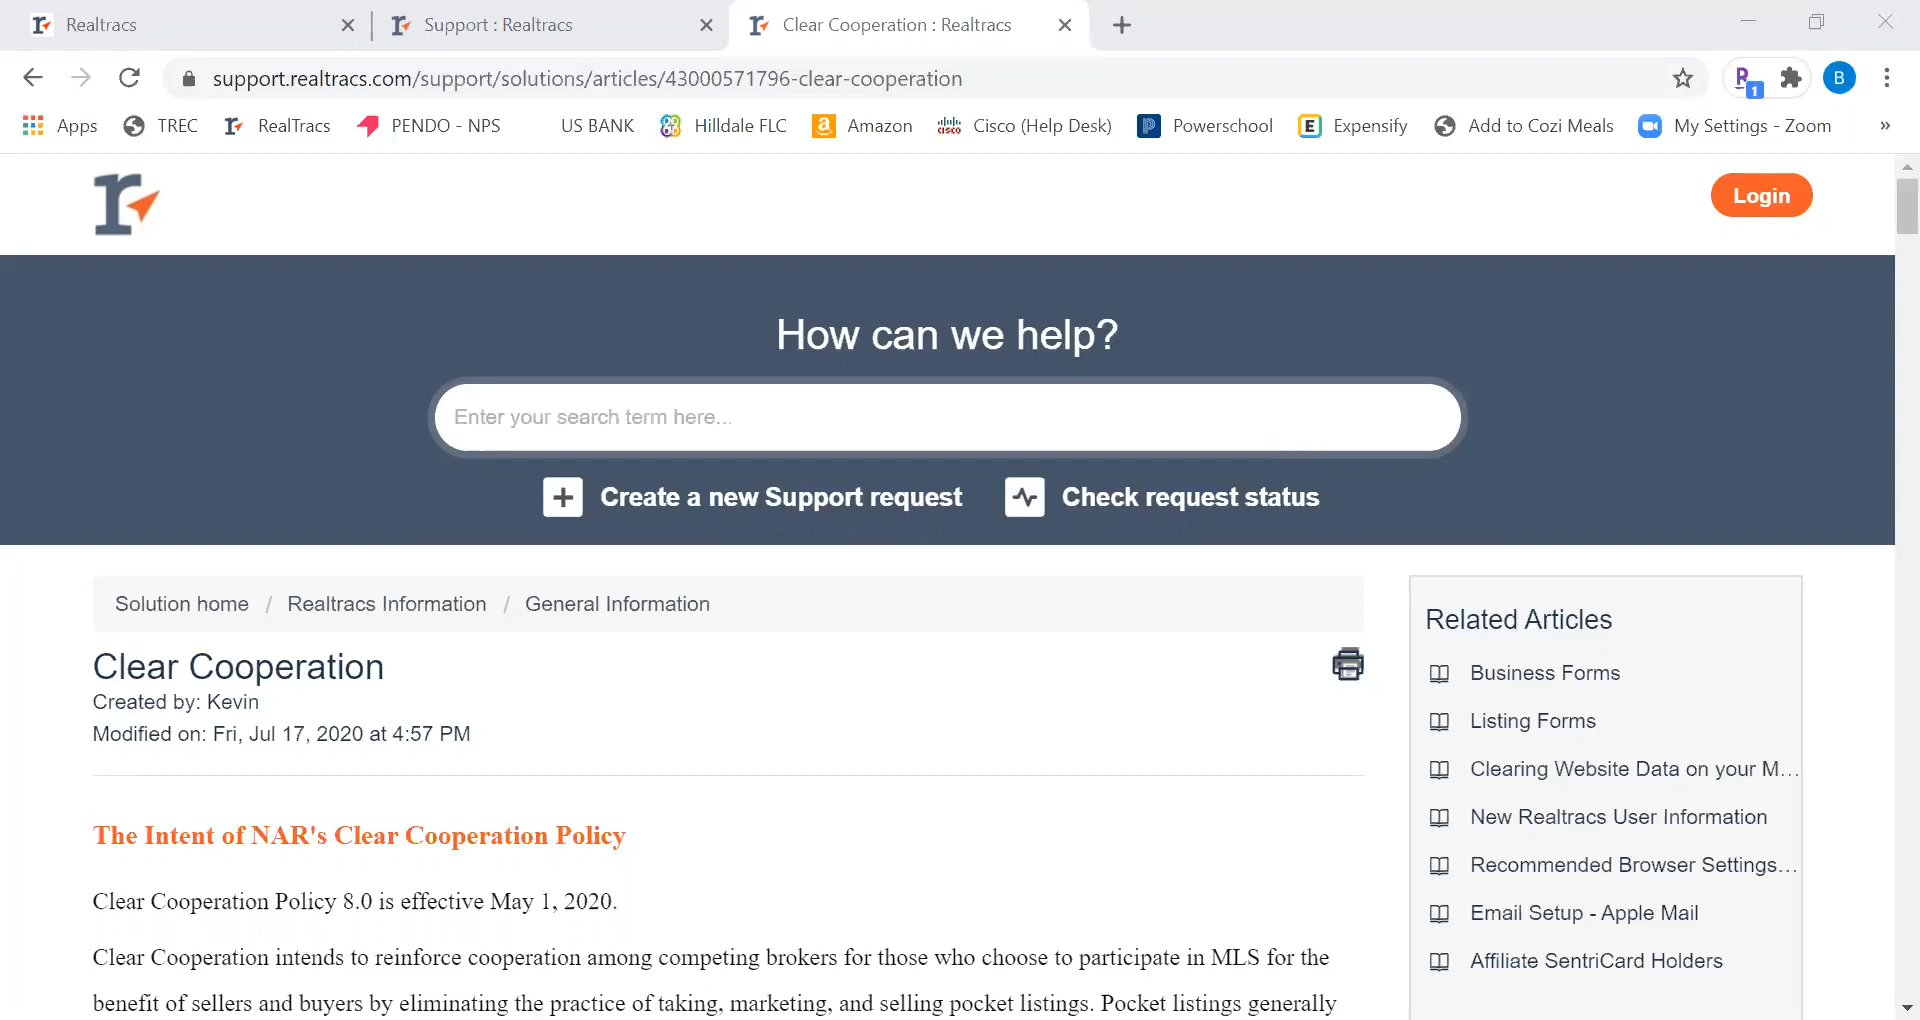 Realtracs
Support : Realtracs
Clear Cooperation : Realtracs
support.realtracs.com/support/solutions/articles/43000571796-clear-cooperation
1
B
Apps
TREC
RealTracs
PENDO - NPS
US BANK
Hilldale FLC
Amazon
Cisco (Help Desk)
Powerschool
Expensify
Add to Cozi Meals
My Settings - Zoom
»
Login
How can we help?
Enter your search term here...
Create a new Support request
Check request status
Solution home / Realtracs Information / General Information
Clear Cooperation
Created by: Kevin
Modified on: Fri, Jul 17, 2020 at 4:57 PM
The Intent of NAR's Clear Cooperation Policy
Clear Cooperation Policy 8.0 is effective May 1, 2020.
Clear Cooperation intends to reinforce cooperation among competing brokers for those who choose to participate in MLS for the
benefit of sellers and buyers by eliminating the practice of taking, marketing, and selling pocket listings. Pocket listings generally
Related Articles
Business Forms
Listing Forms
Clearing Website Data on your M...
New Realtracs User Information
Recommended Browser Settings...
Email Setup - Apple Mail
Affiliate SentriCard Holders